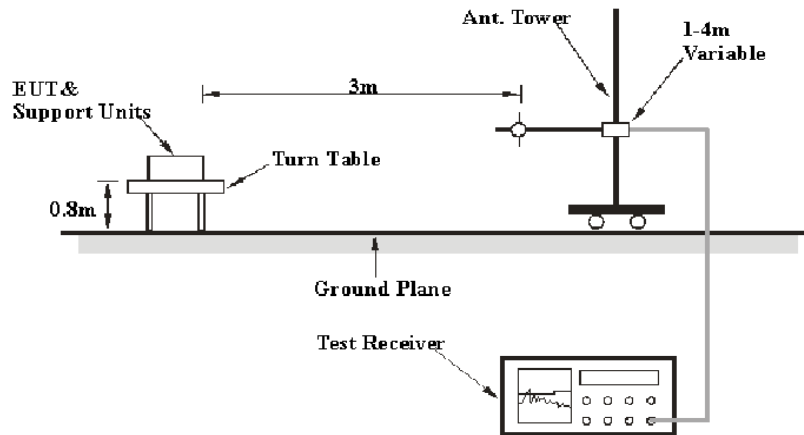 Ant. Tower
1-4m
Variable
EUT&
Support Units
3m
Turn Table
0.8m
Ground Plane
Test Receiver